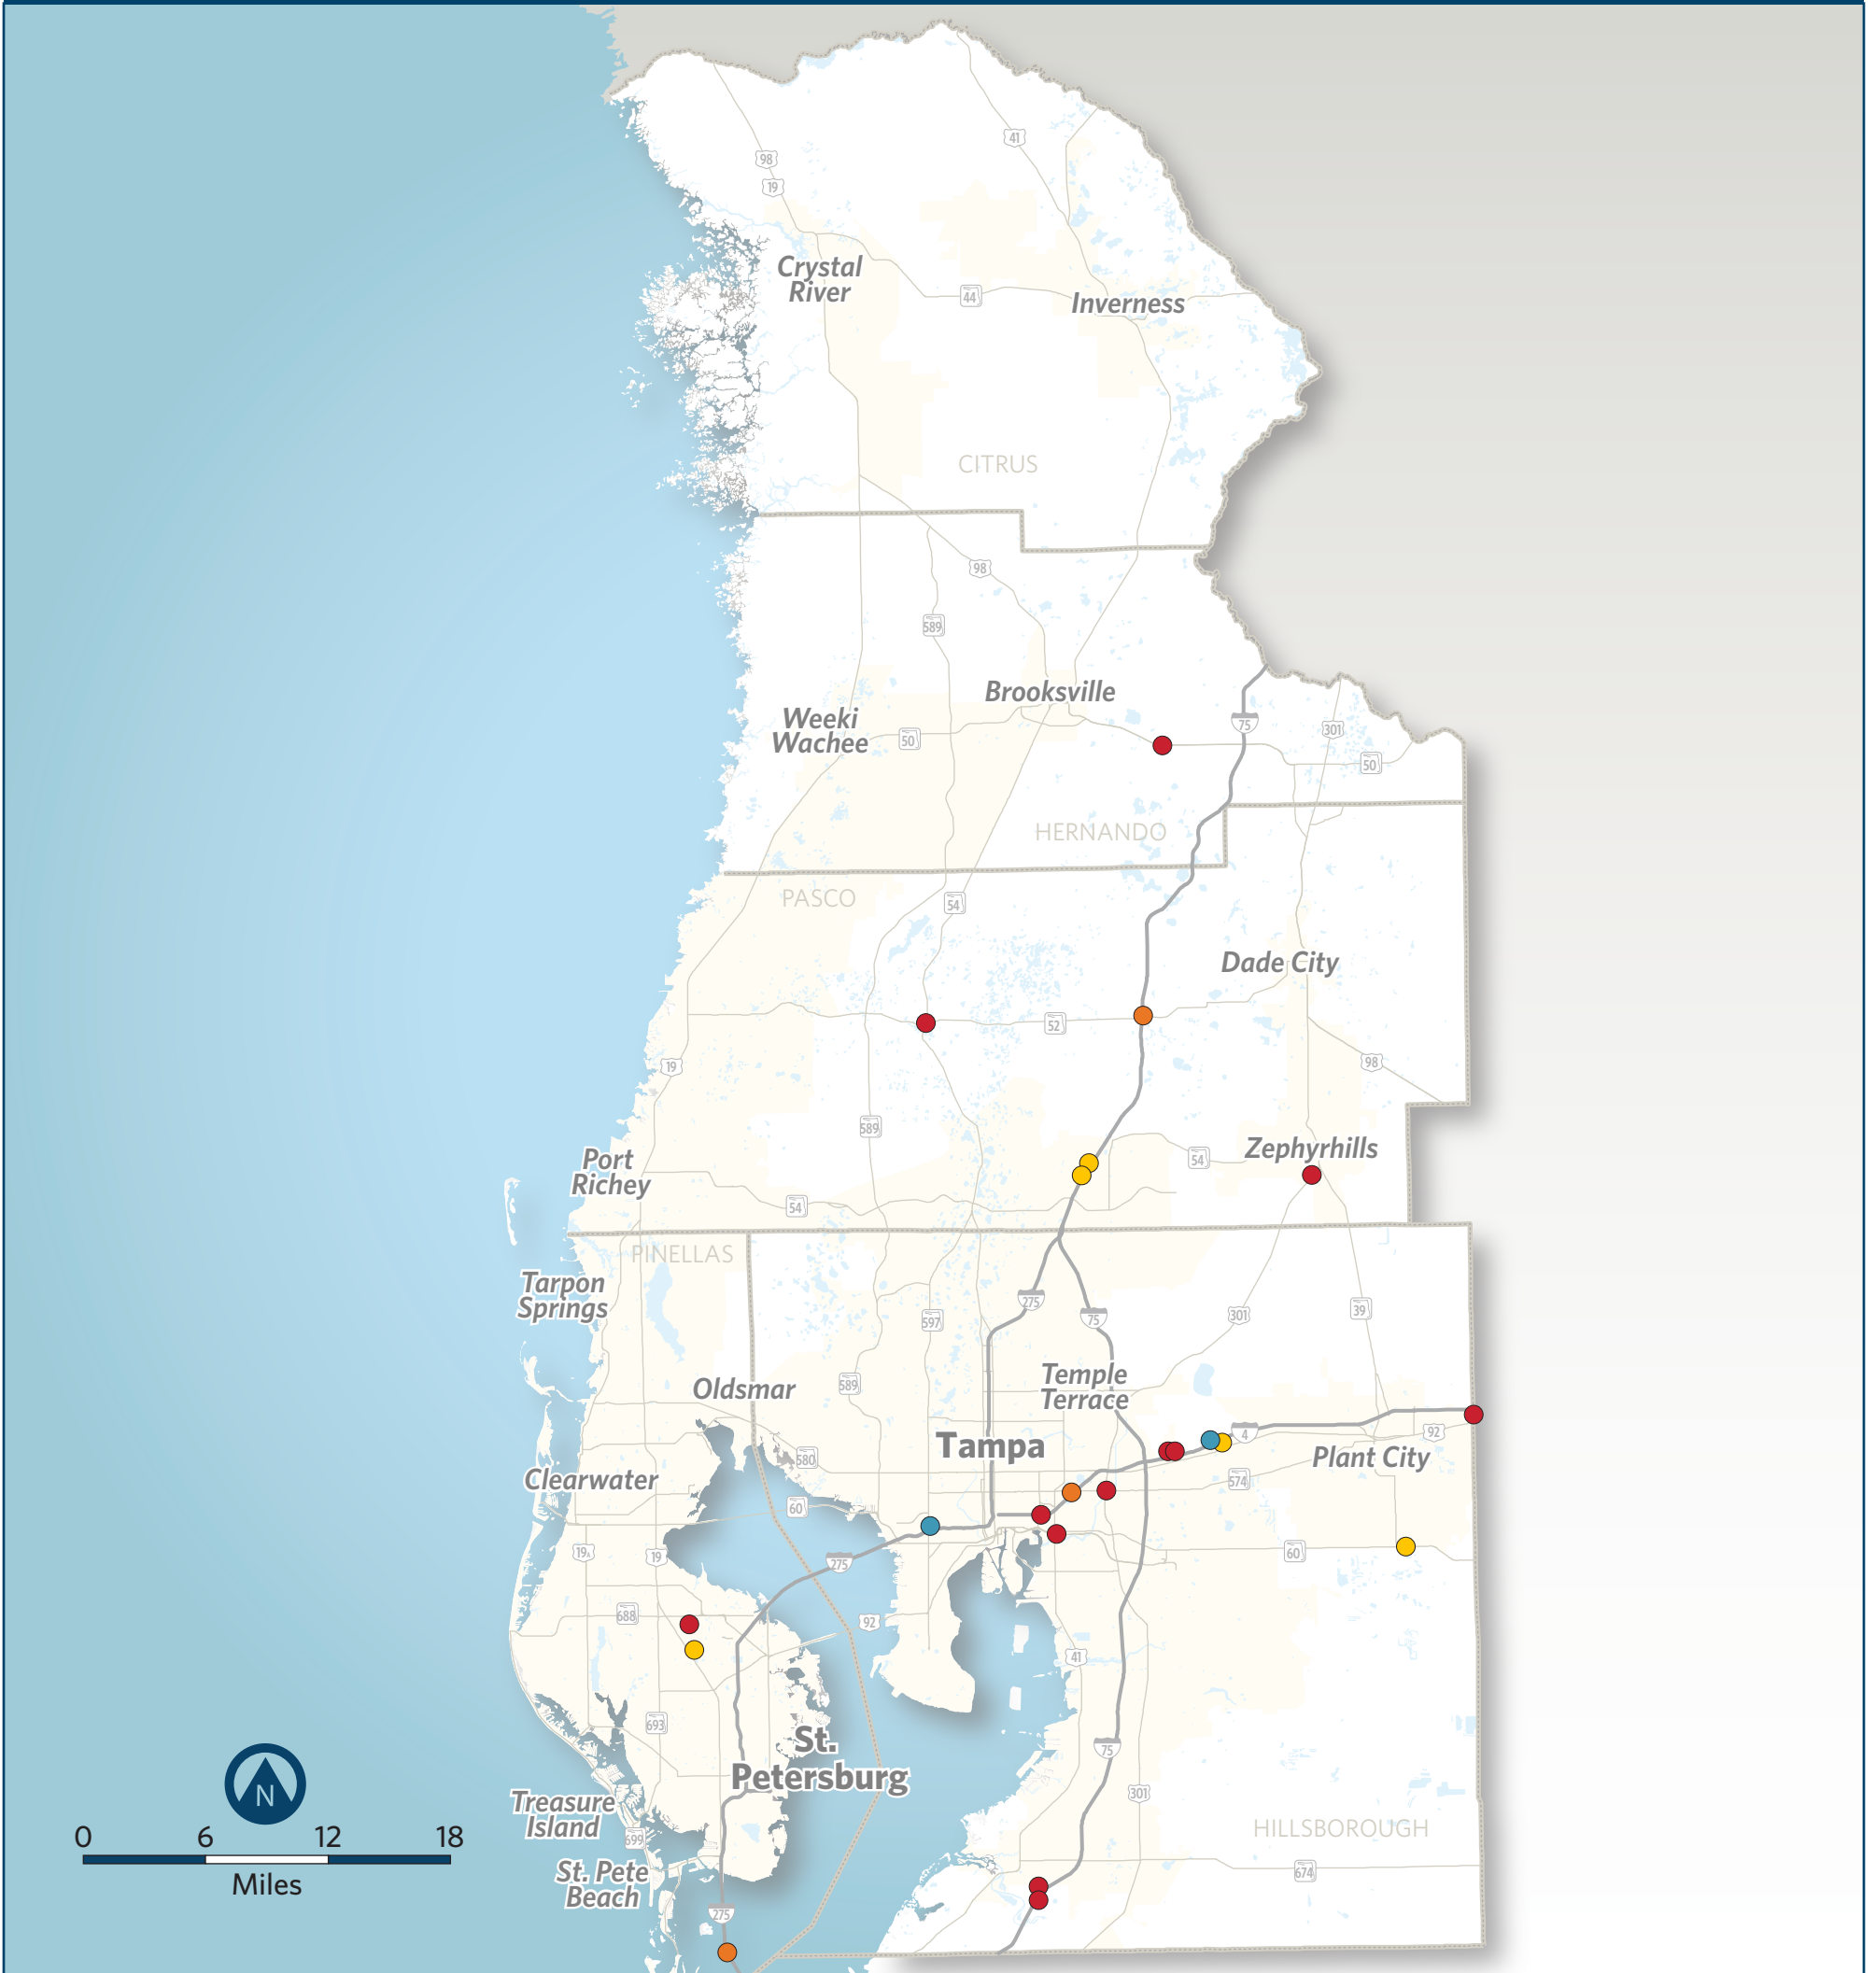 41
98
19
Crystal
River
44
Inverness
CITRUS
98
589
Brooksville
Weeki
Wachee
50
75
301
50
HERNANDO
PASCO
54
Dade City
52
19
98
589
Port
Richey
54
Zephyrhills
54
PINELLAS
Tarpon
Springs
275
75
597
301
39
Temple
Terrace
Oldsmar
589
Tampa
4
92
Plant City
580
Clearwater
574
60
19A
19
275
60
688
92
41
693
St.
Petersburg
75
N
Treasure
Island
301
0 6 12 18
Miles
699
HILLSBOROUGH
St. Pete
Beach
674
275